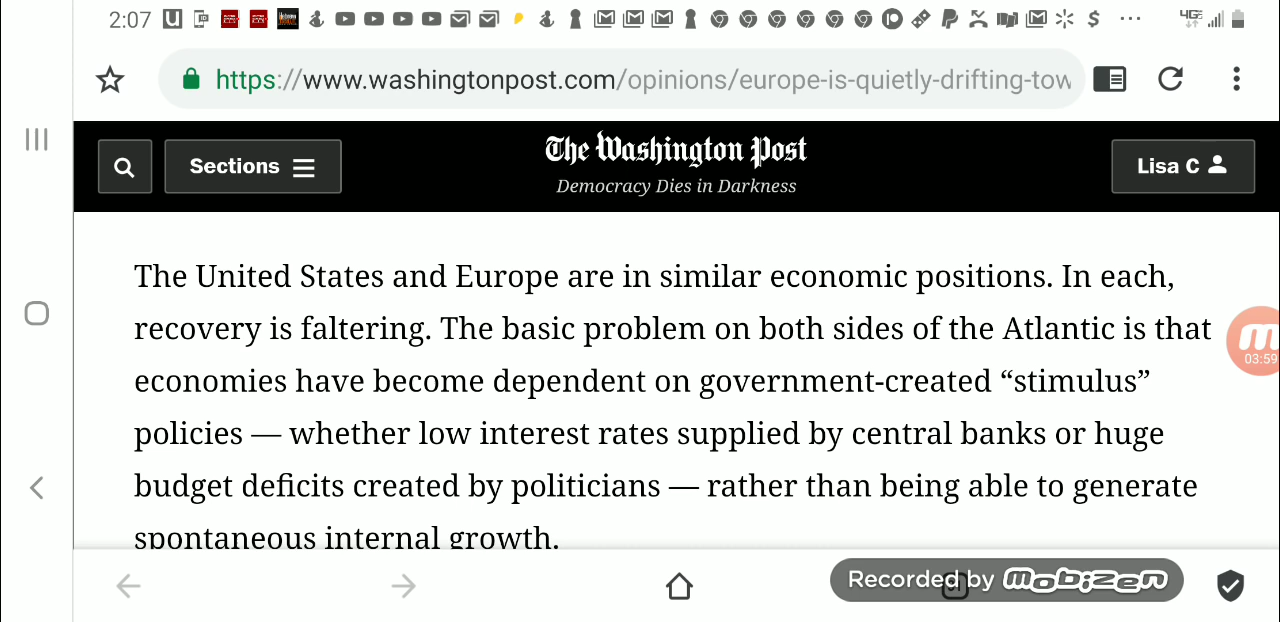 2:07
4GE
https://www.washingtonpost.com/opinions/europe-is-quietly-drifting-tow
Sections
The Washington Post
Democracy Dies in Darkness
Lisa C
The United States and Europe are in similar economic positions. In each,
recovery is faltering. The basic problem on both sides of the Atlantic is that
03:59
economies have become dependent on government-created “stimulus”
policies — whether low interest rates supplied by central banks or huge
budget deficits created by politicians — rather than being able to generate
spontaneous internal growth.
Recorded by mobizen